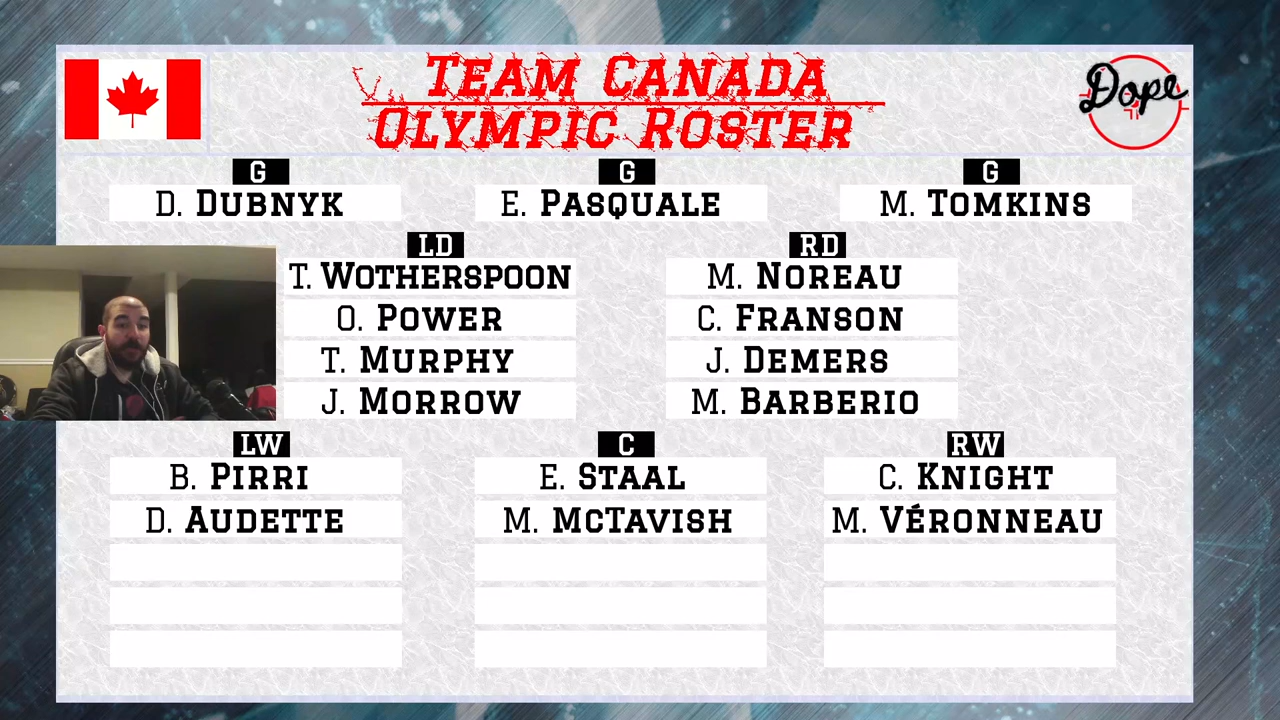 TEAM CANADA
OLYMPIC ROSTER
Dope
G
D. DUBNYK
G
E. PASQUALE
G
M. TOMKINS
LD
T. WOTHERSPOON
O. POWER
T. MURPHY
J. MORROW
RD
M. NOREAU
C. FRANSON
J. DEMERS
M. BARBERIO
LW
B. PIRRI
D. AUDETTE
C
E. STAAL
M. MCTAVISH
RW
C. KNIGHT
M. VÉRONNEAU